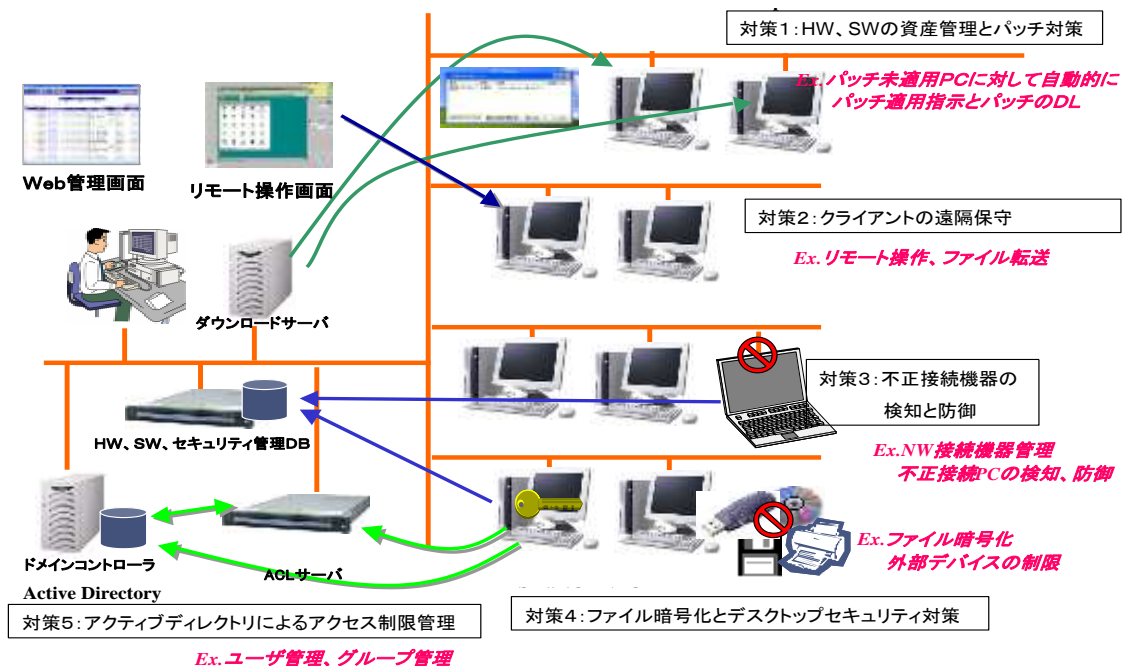 対策1:HW、SWの資産管理とパッチ対策
Ex.パッチ未適用PCに対して自動的に
パッチ適用指示とパッチのDL
Web管理画面
リモート操作画面
対策2:クライアントの遠隔保守
Ex.リモート操作、ファイル転送
ダウンロードサーバ
対策3:不正接続機器の
検知と防御
HW、SW、セキュリティ管理DB
Ex.NW接続機器管理
不正接続PCの検知、防御
Ex.ファイル暗号化
外部デバイスの制限
ドメインコントローラ
ACLサーバ
Active Directory
対策5:アクティブディレクトリによるアクセス制限管理
対策4:ファイル暗号化とデスクトップセキュリティ対策
Ex.ユーザ管理、グループ管理